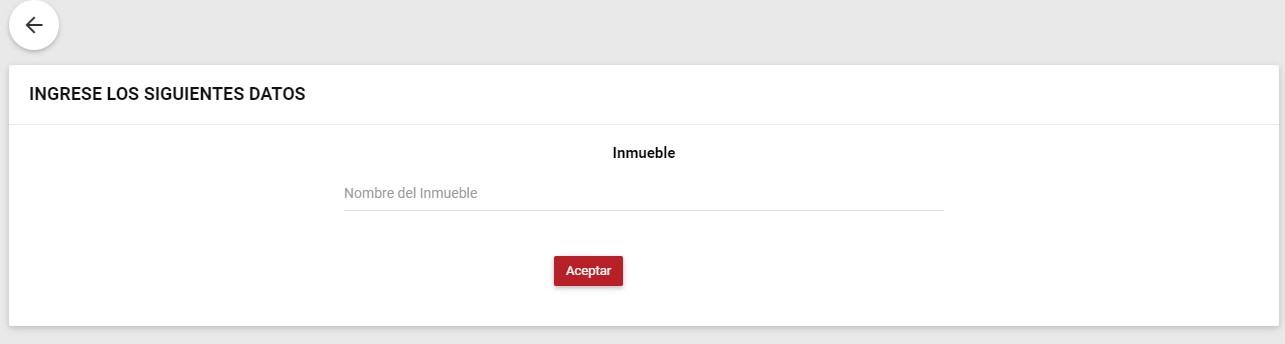 INGRESE LOS SIGUIENTES DATOS
Inmueble
Nombre del Inmueble
Aceptar